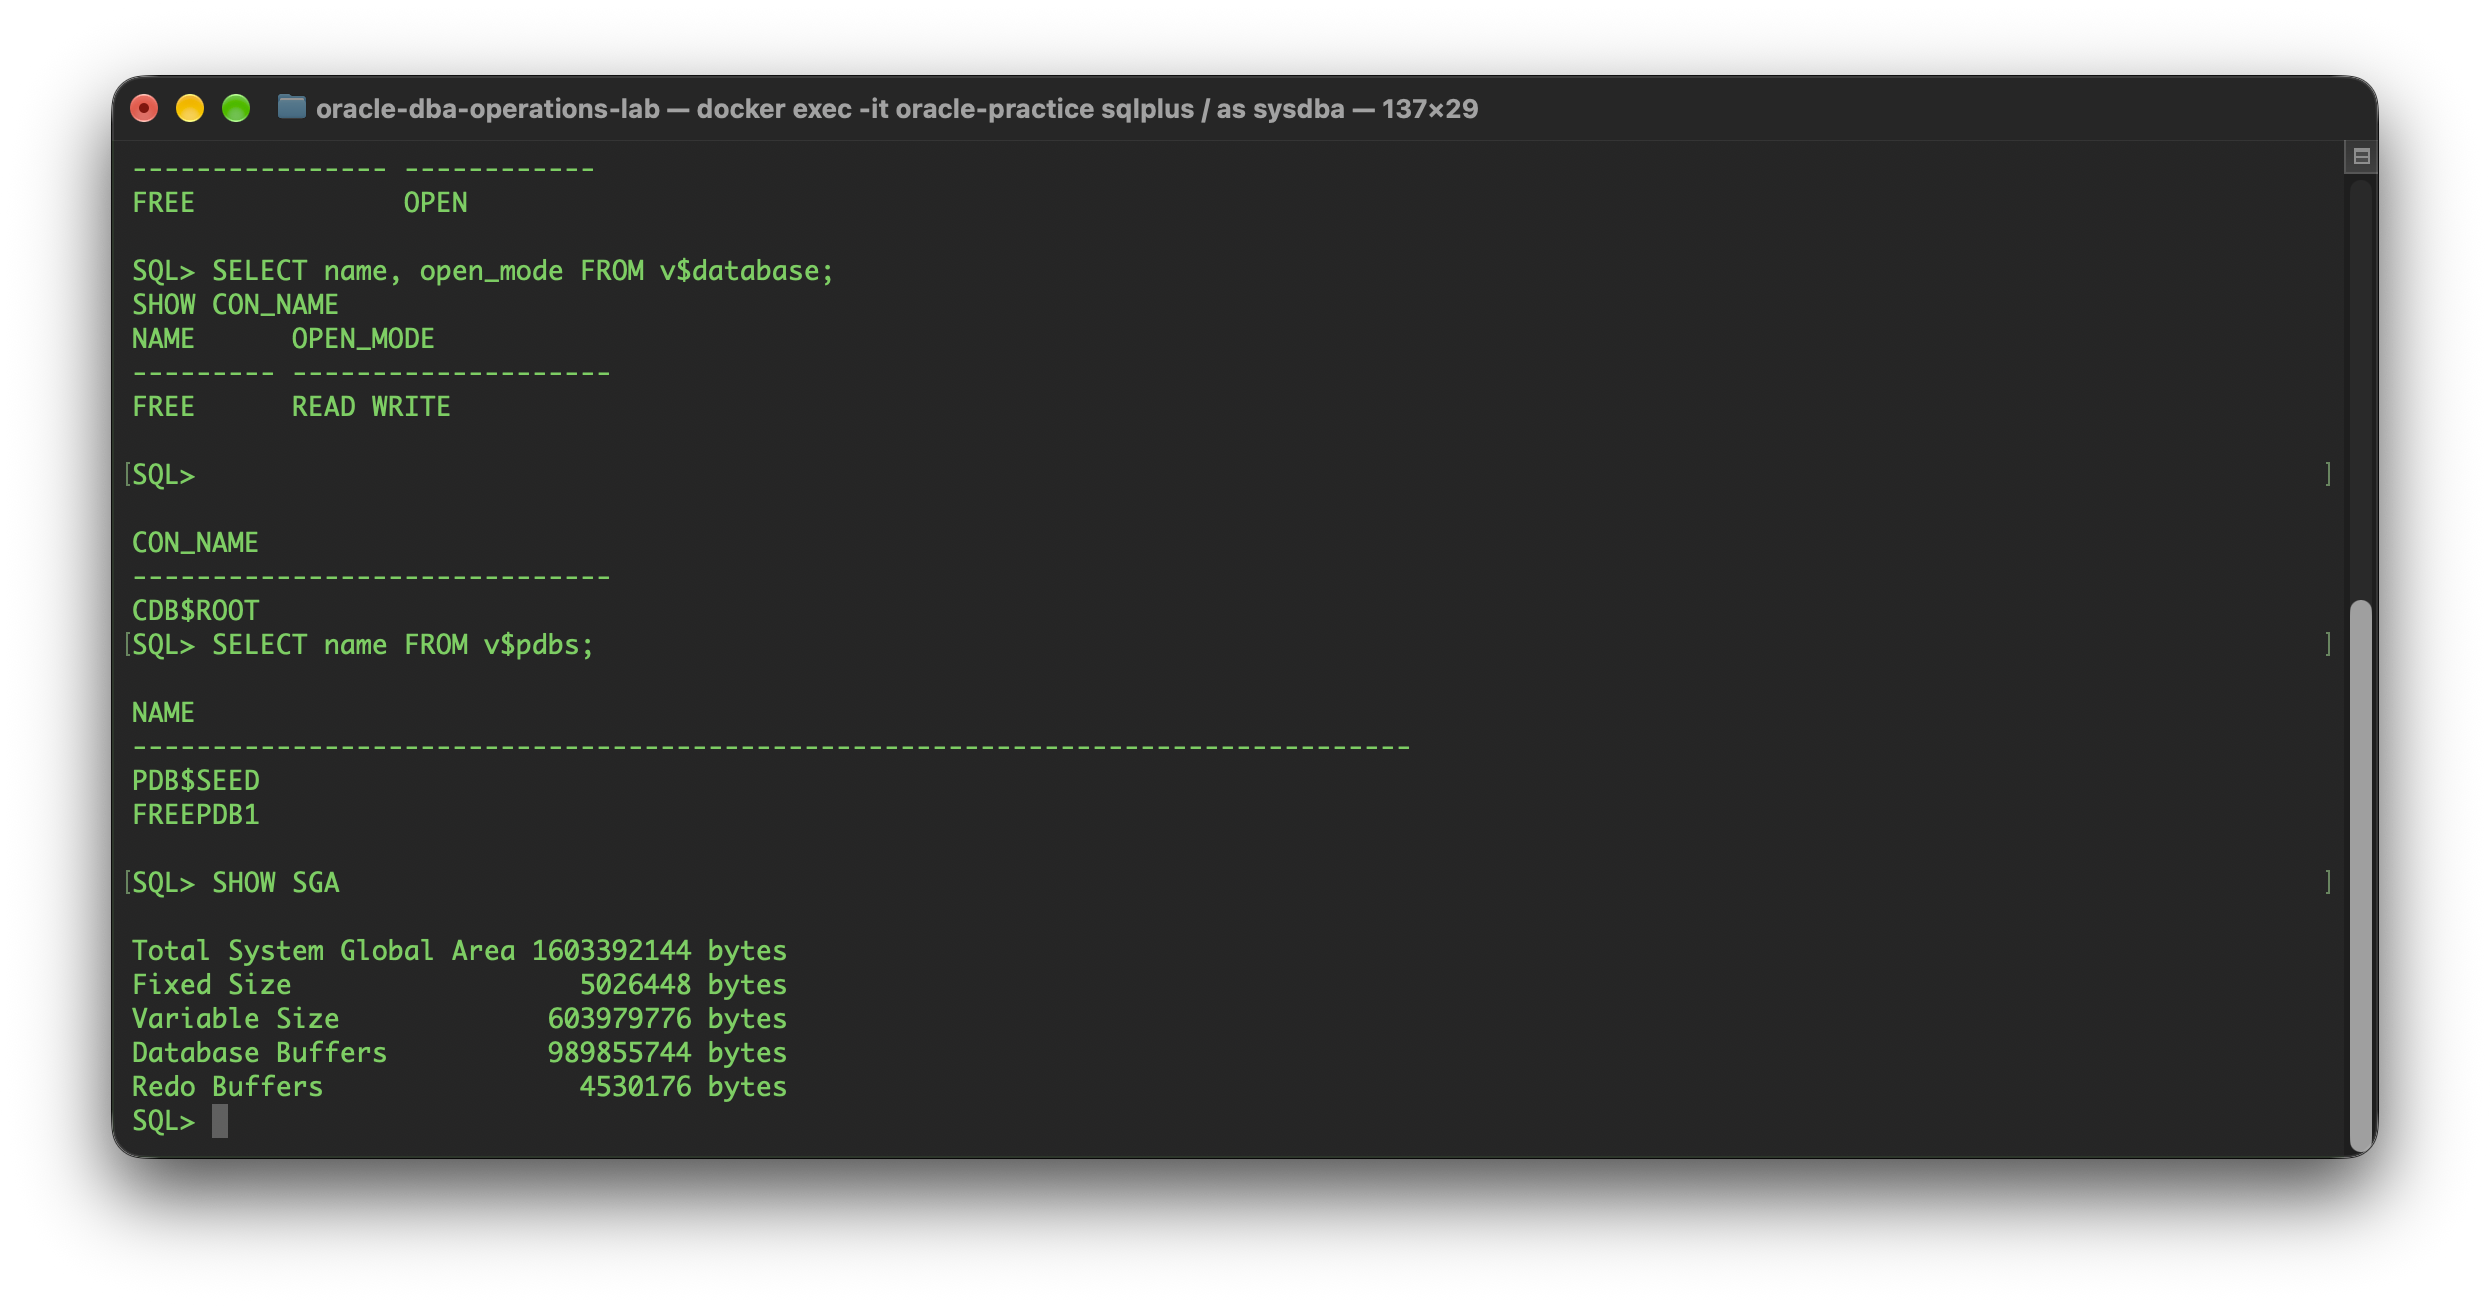 oracle-dba-operations-lab — docker exec -it oracle-practice sqlplus / as sysdba — 137×29
---------------- ------------
FREE             OPEN

SQL> SELECT name, open_mode FROM v$database;
SHOW CON_NAME
NAME      OPEN_MODE
--------- --------------------
FREE      READ WRITE

[SQL> ]

CON_NAME
------------------------------
CDB$ROOT
[SQL> SELECT name FROM v$pdbs; ]

NAME
--------------------------------------------------------------------------------
PDB$SEED
FREEPDB1

[SQL> SHOW SGA ]

Total System Global Area 1603392144 bytes
Fixed Size                  5026448 bytes
Variable Size             603979776 bytes
Database Buffers          989855744 bytes
Redo Buffers                4530176 bytes
SQL>